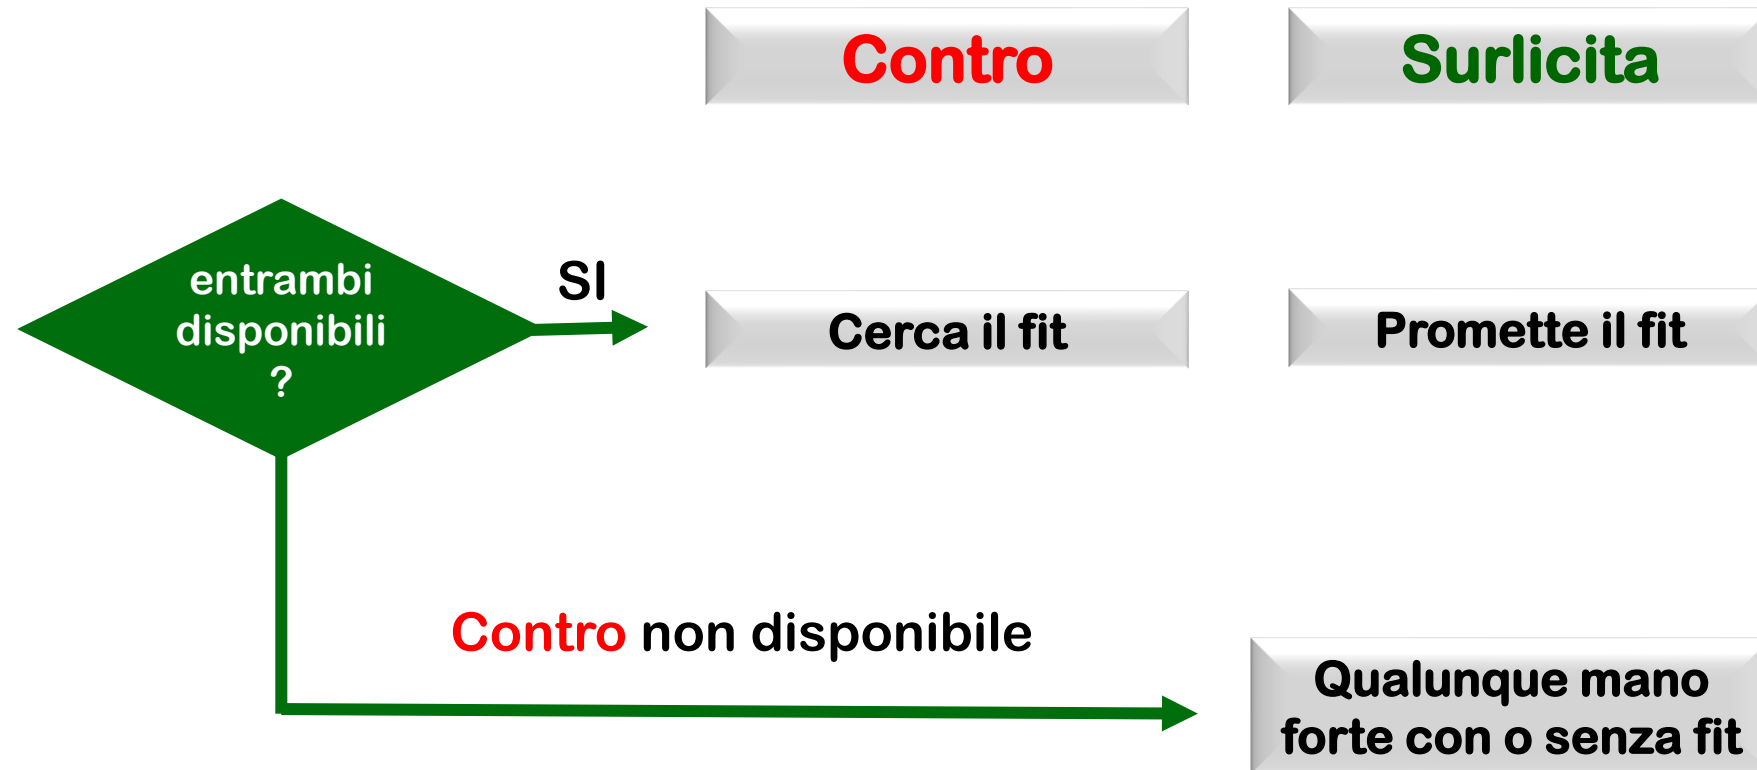 Contro
Surlicita
entrambi
disponibili
?
SI
Cerca il fit
Promette il fit
Contro non disponibile
Qualunque mano
forte con o senza fit